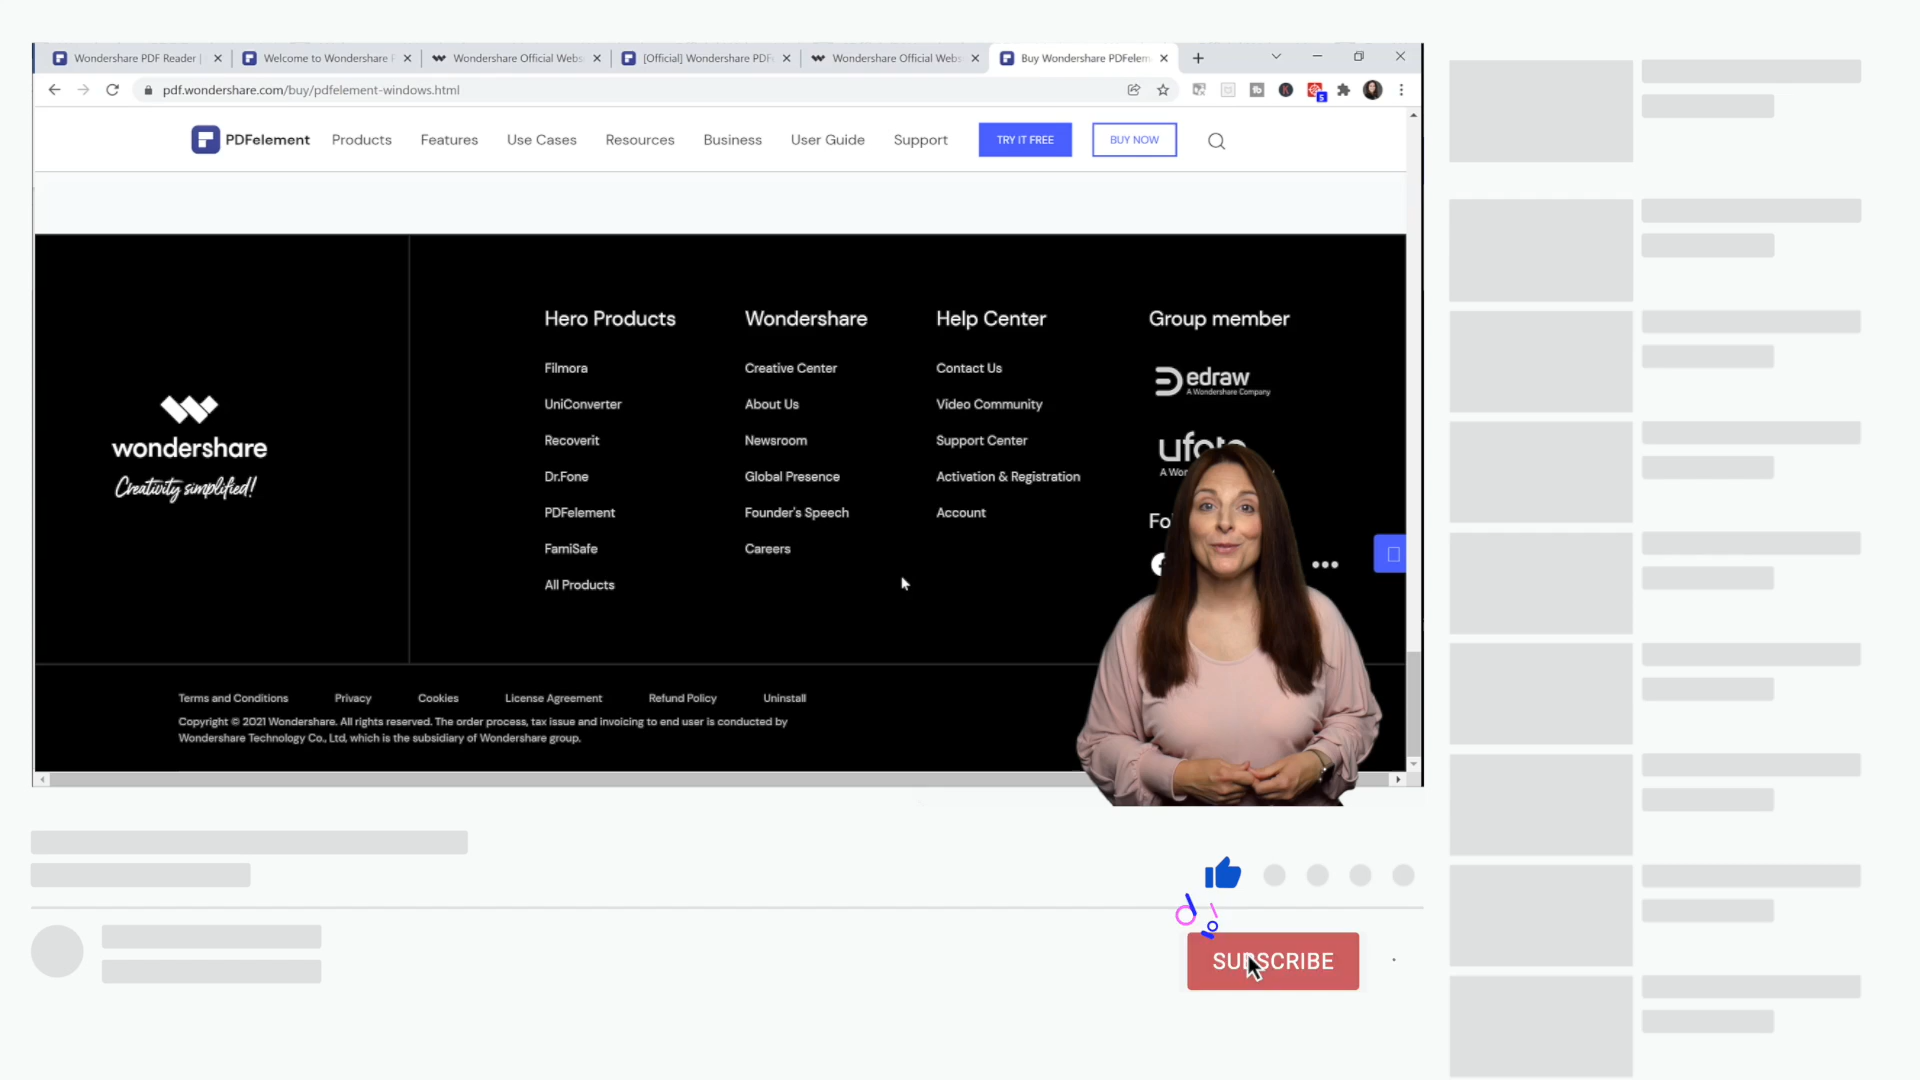 Wondershare PDF Reader |
Welcome to Wondershare
Wondershare Official Webs
[Official] Wondershare PDF
Wondershare Official Webs
Buy Wondershare PDFelem
pdf.wondershare.com/buy/pdfelement-windows.html
5
PDFelement Products Features Use Cases Resources Business User Guide Support TRY IT FREE BUY NOW
wondershare
Creativity simplified!
Hero Products
Filmora
UniConverter
Recoverit
Dr.Fone
PDFelement
FamiSafe
All Products
Wondershare
Creative Center
About Us
Newsroom
Global Presence
Founder's Speech
Careers
Help Center
Contact Us
Video Community
Support Center
Activation & Registration
Account
Group member
edraw
A Wondershare Company
ufoto
A Wo
Fo
Terms and Conditions Privacy Cookies License Agreement Refund Policy Uninstall
Copyright © 2021 Wondershare. All rights reserved. The order process, tax issue and invoicing to end user is conducted by
Wondershare Technology Co., Ltd, which is the subsidiary of Wondershare group.
SUBSCRIBE